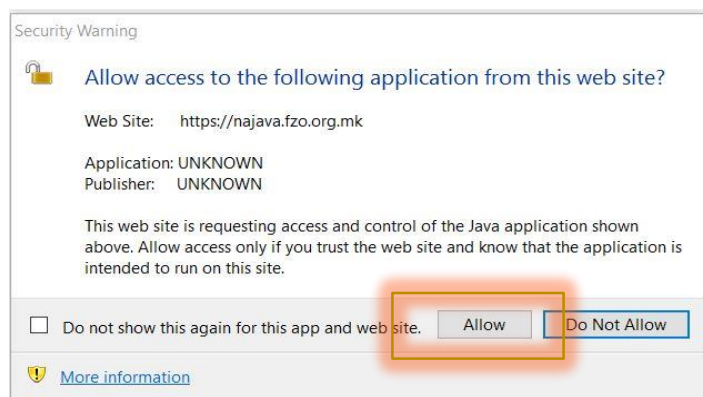 Security Warning
Allow access to the following application from this web site?
Web Site: https://najava.fzo.org.mk
Application: UNKNOWN
Publisher: UNKNOWN
This web site is requesting access and control of the Java application shown
above. Allow access only if you trust the web site and know that the application is
intended to run on this site.
Do not show this again for this app and web site. Allow Do Not Allow
More information